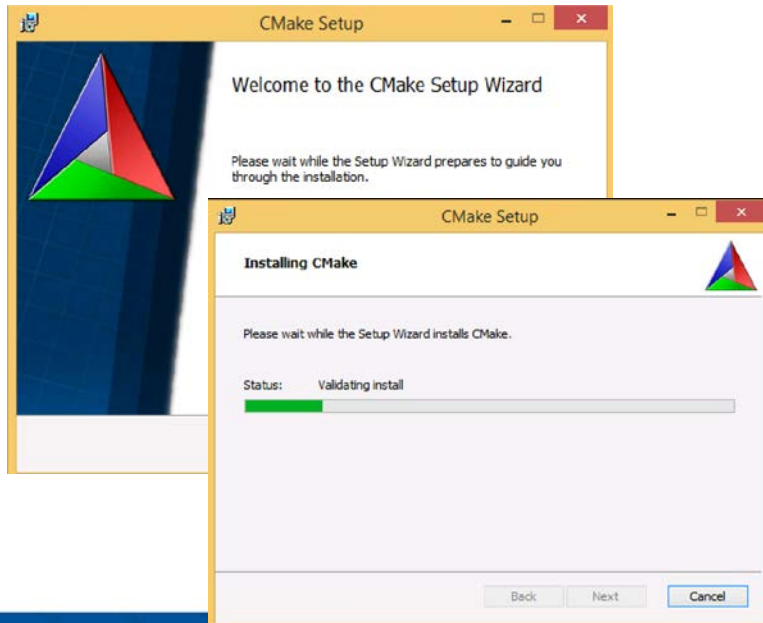 CMake Setup
Welcome to the CMake Setup Wizard
Please wait while the Setup Wizard prepares to guide you
through the installation.
CMake Setup
Installing CMake
Please wait while the Setup Wizard installs CMake.
Status: Validating install
Back Next Cancel